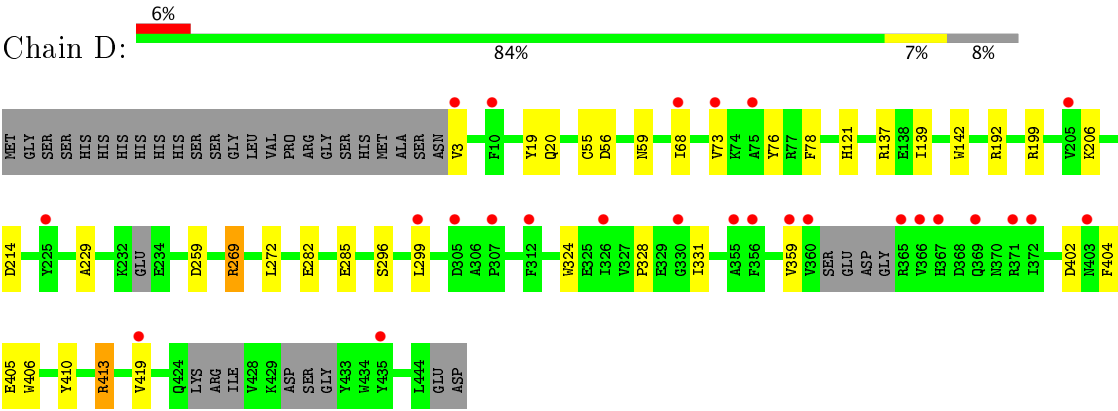 6%
Chain D:
84% 7% 8%
MET GLY SER SER HIS HIS HIS HIS HIS HIS SER SER GLY LEU VAL PRO ARG GLY SER HIS MET ALA SER ASN V3 F10 Y19 Q20 C55 D56 N59 I68 V73 K74 A75 Y76 R77 F78 H121 R137 E138 I139 W142 R192 R199 V205 K206
D214 Y225 A229 K232 GLU E234 D259 R269 L272 E282 E285 S296 L299 D305 A306 P307 F312 W324 E325 I326 V327 P328 E329 G330 I331 A355 F356 V359 V360 SER GLU ASP GLY R365 V366 H367 D368 Q369 N370 R371 I372 D402 N403 F404
E405 W406 Y410 R413 V419 Q424 LYS ARG ILE V428 K429 ASP SER GLY Y433 W434 Y435 L444 GLU ASP